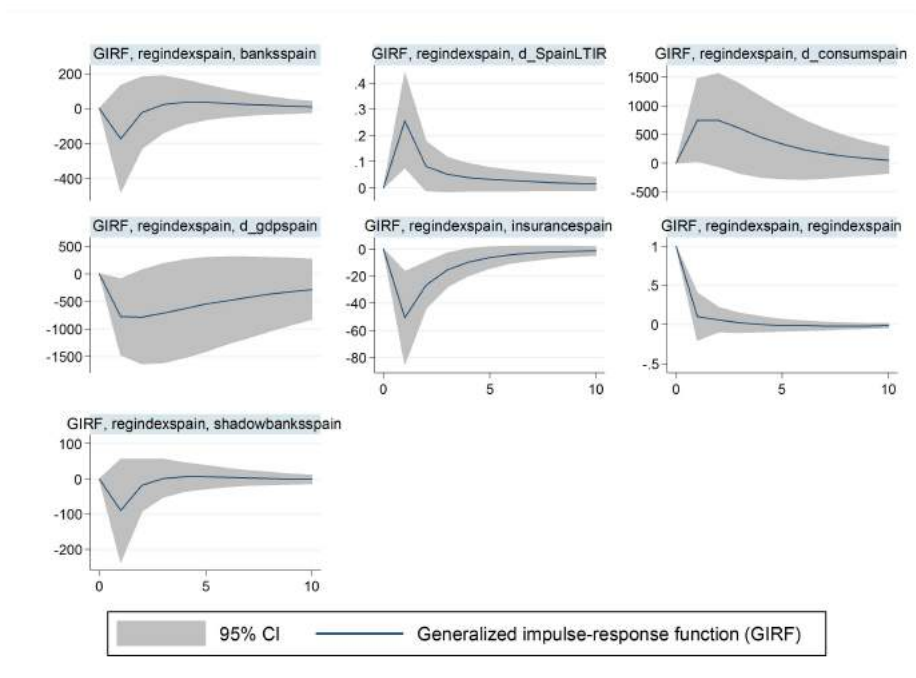 GIRF, regindexspain, banksspain
200
0
-200
-400
GIRF, regindexspain, d_SpainLTIR
.4
.3
.2
.1
0
GIRF, regindexspain, d_consumspain
1500
1000
500
0
-500
GIRF, regindexspain, d_gdpspain
500
0
-500
-1000
-1500
GIRF, regindexspain, insurancespain
0
-20
-40
-60
-80
0 5 10
GIRF, regindexspain, regindexspain
1
.5
0
-.5
0 5 10
GIRF, regindexspain, shadowbanksspain
100
0
-100
-200
0 5 10
95% CI Generalized impulse-response function (GIRF)